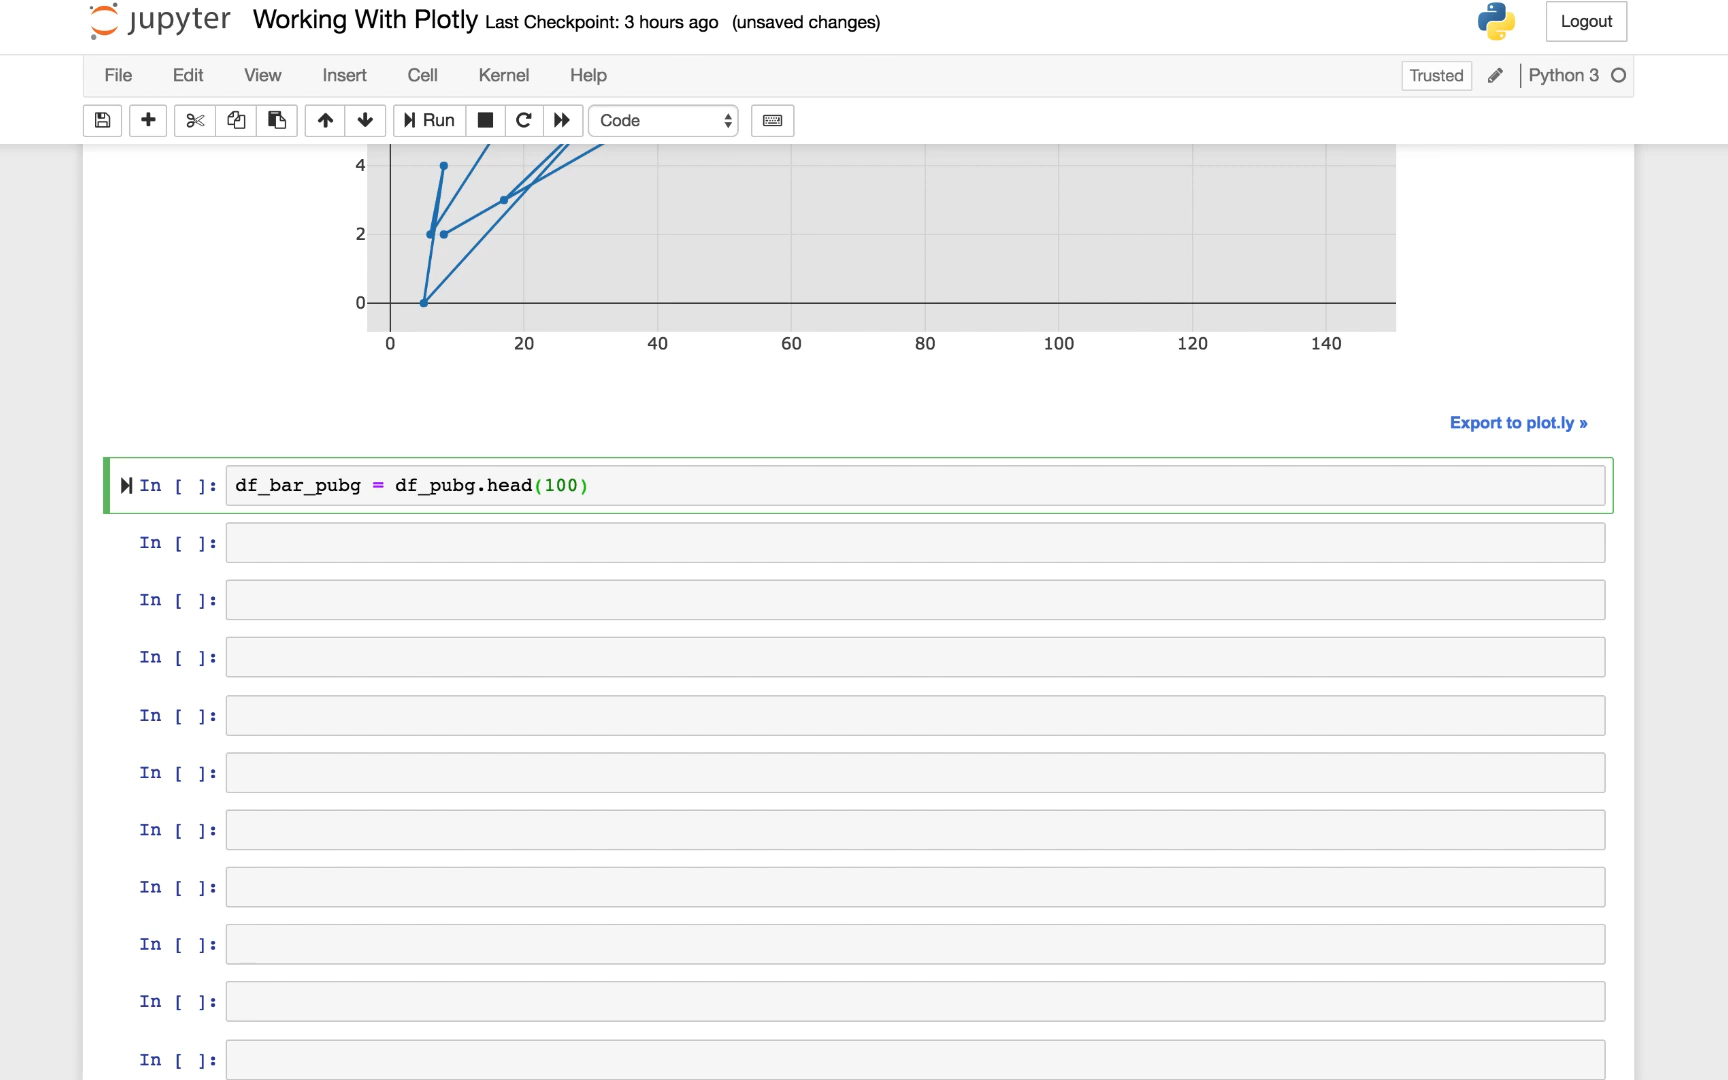 jupyter Working With Plotly Last Checkpoint: 3 hours ago (unsaved changes) Logout
File Edit View Insert Cell Kernel Help Trusted Python 3
Run Code
4
2
0
0 20 40 60 80 100 120 140
Export to plot.ly »
In [ ]: df_bar_pubg = df_pubg.head(100)
In [ ]:
In [ ]:
In [ ]:
In [ ]:
In [ ]:
In [ ]:
In [ ]:
In [ ]:
In [ ]:
In [ ]: